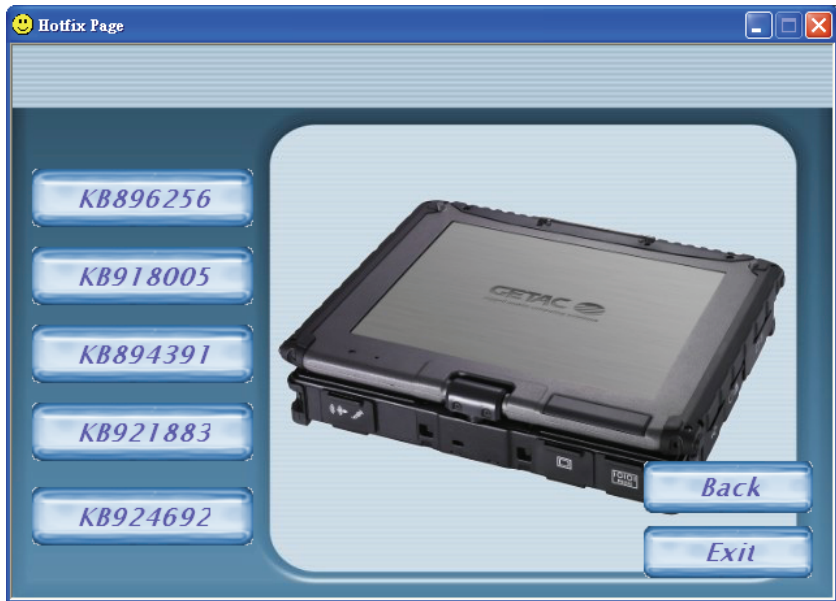 Hotfix Page
KB896256
KB918005
KB894391
KB921883
KB924692
GETAC
Back
Exit